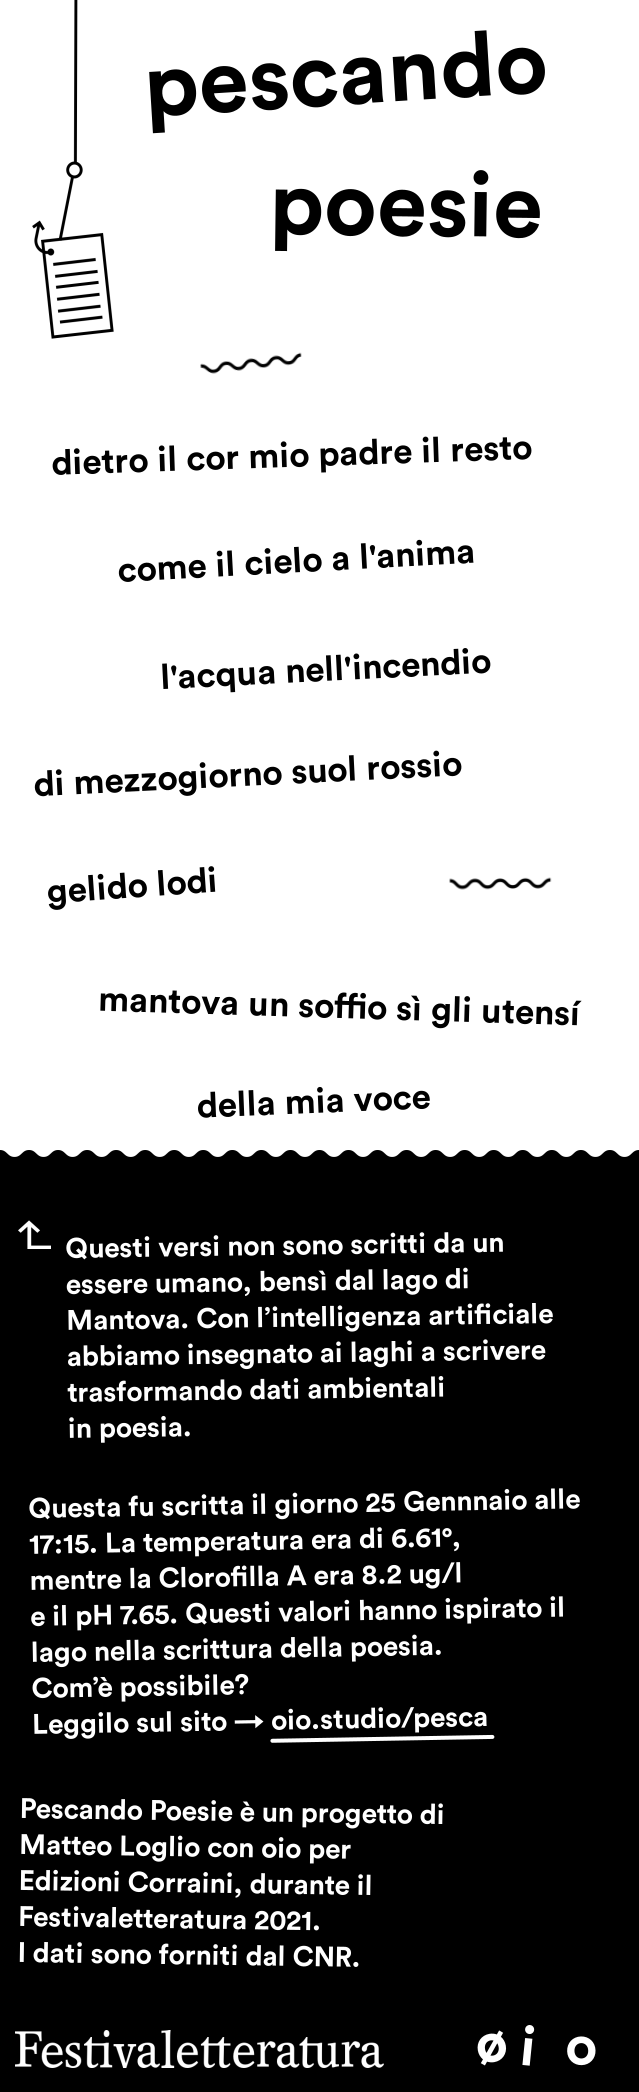 pescando
poesie
dietro il cor mio padre il resto
come il cielo a l'anima
l'acqua nell'incendio
di mezzogiorno suol rossio
gelido lodi
mantova un soffio sì gli utensí
della mia voce
Questi versi non sono scritti da un
essere umano, bensì dal lago di
Mantova. Con l’intelligenza artificiale
abbiamo insegnato ai laghi a scrivere
trasformando dati ambientali
in poesia.
Questa fu scritta il giorno 25 Gennnaio alle
17:15. La temperatura era di 6.61°,
mentre la Clorofilla A era 8.2 ug/l
e il pH 7.65. Questi valori hanno ispirato il
lago nella scrittura della poesia.
Com’è possibile?
Leggilo sul sito → oio.studio/pesca
Pescando Poesie è un progetto di
Matteo Loglio con oio per
Edizioni Corraini, durante il
Festivaletteratura 2021.
I dati sono forniti dal CNR.
Festivaletteratura øi o